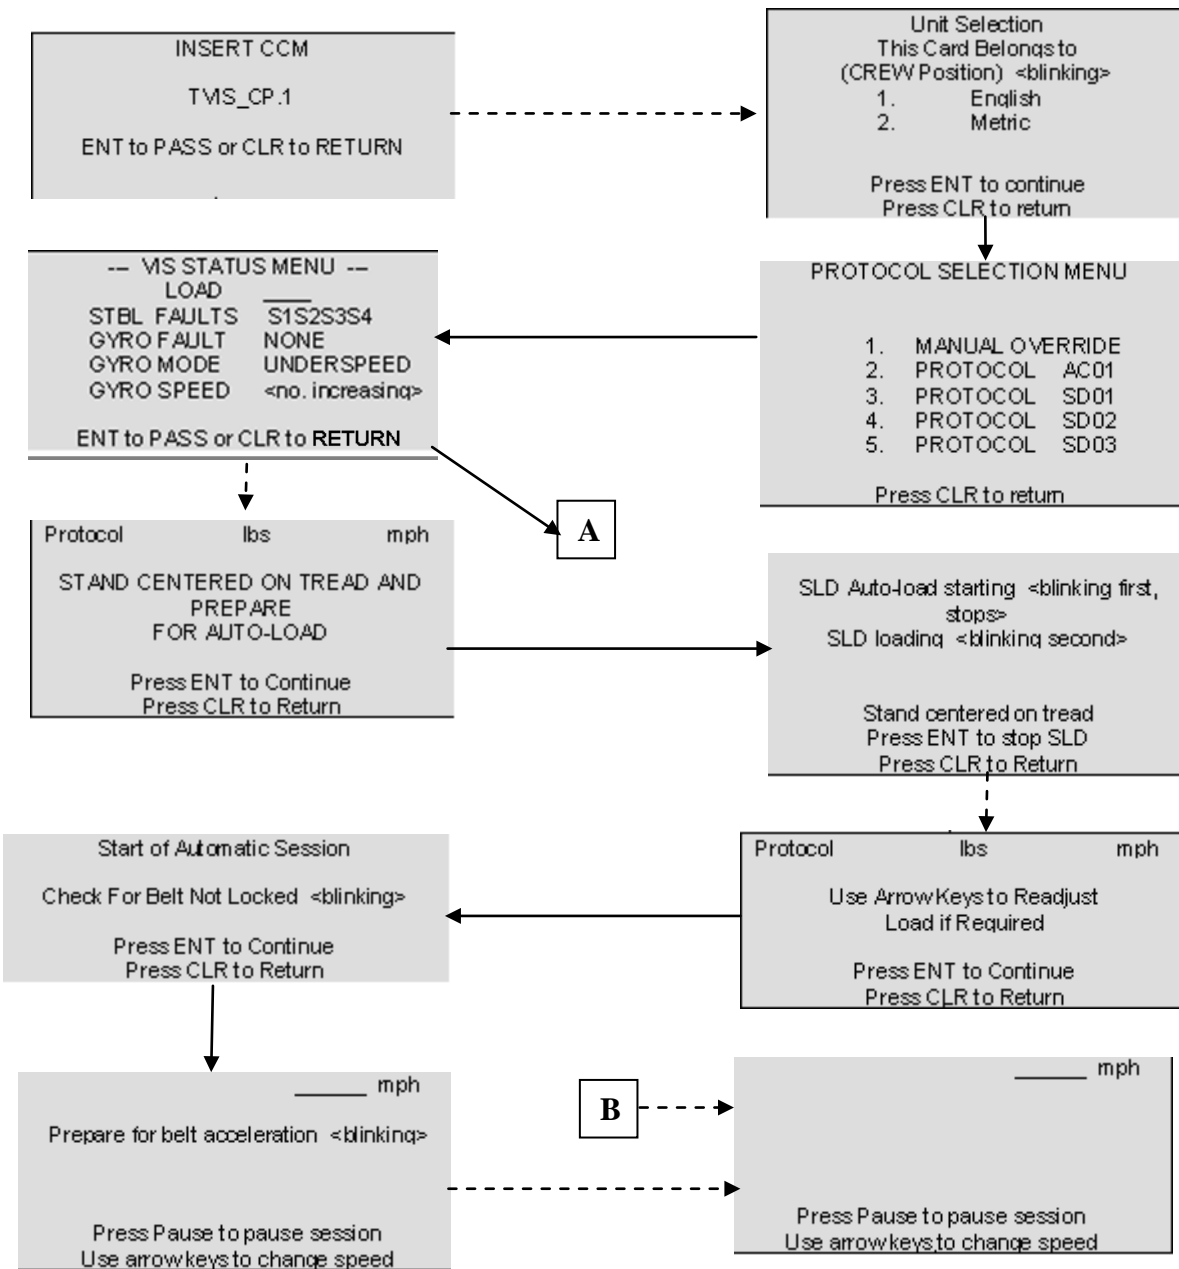 INSERT CCM
TVIS_CP.1
ENT to PASS or CLR to RETURN
Unit Selection
This Card Belongs to
(CREW Position) <blinking>
1. English
2. Metric
Press ENT to continue
Press CLR to return
PROTOCOL SELECTION MENU
1. MANUAL OVERRIDE
2. PROTOCOL AC01
3. PROTOCOL SD01
4. PROTOCOL SD02
5. PROTOCOL SD03
Press CLR to return
--- VIS STATUS MENU ---
LOAD ____
STBL FAULTS S1S2S3S4
GYRO FAULT NONE
GYRO MODE UNDERSPEED
GYRO SPEED <no. increasing>
ENT to PASS or CLR to RETURN
A
Protocol lbs mph
STAND CENTERED ON TREAD AND
PREPARE
FOR AUTO-LOAD
Press ENT to Continue
Press CLR to Return
SLD Auto-load starting <blinking first,
stops>
SLD loading <blinking second>
Stand centered on tread
Press ENT to stop SLD
Press CLR to Return
Protocol lbs mph
Use Arrow Keys to Readjust
Load if Required
Press ENT to Continue
Press CLR to Return
Start of Automatic Session
Check For Belt Not Locked <blinking>
Press ENT to Continue
Press CLR to Return
______ mph
Prepare for belt acceleration <blinking>
Press Pause to pause session
Use arrow keys to change speed
B
______ mph
Press Pause to pause session
Use arrow keys to change speed